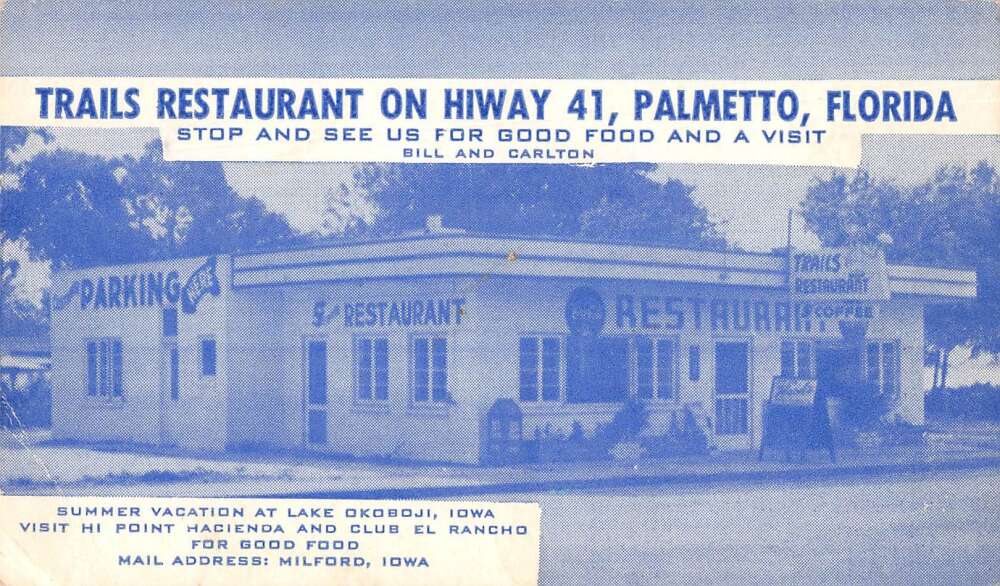 TRAILS RESTAURANT ON HIWAY 41, PALMETTO, FLORIDA
STOP AND SEE US FOR GOOD FOOD AND A VISIT
BILL AND CARLTON
PARKING
RESTAURANT
RESTAURANT
TRAILS
RESTAURANT
COFFEE
SUMMER VACATION AT LAKE OKOBOJI, IOWA
VISIT HI POINT HACIENDA AND CLUB EL RANCHO
FOR GOOD FOOD
MAIL ADDRESS: MILFORD, IOWA